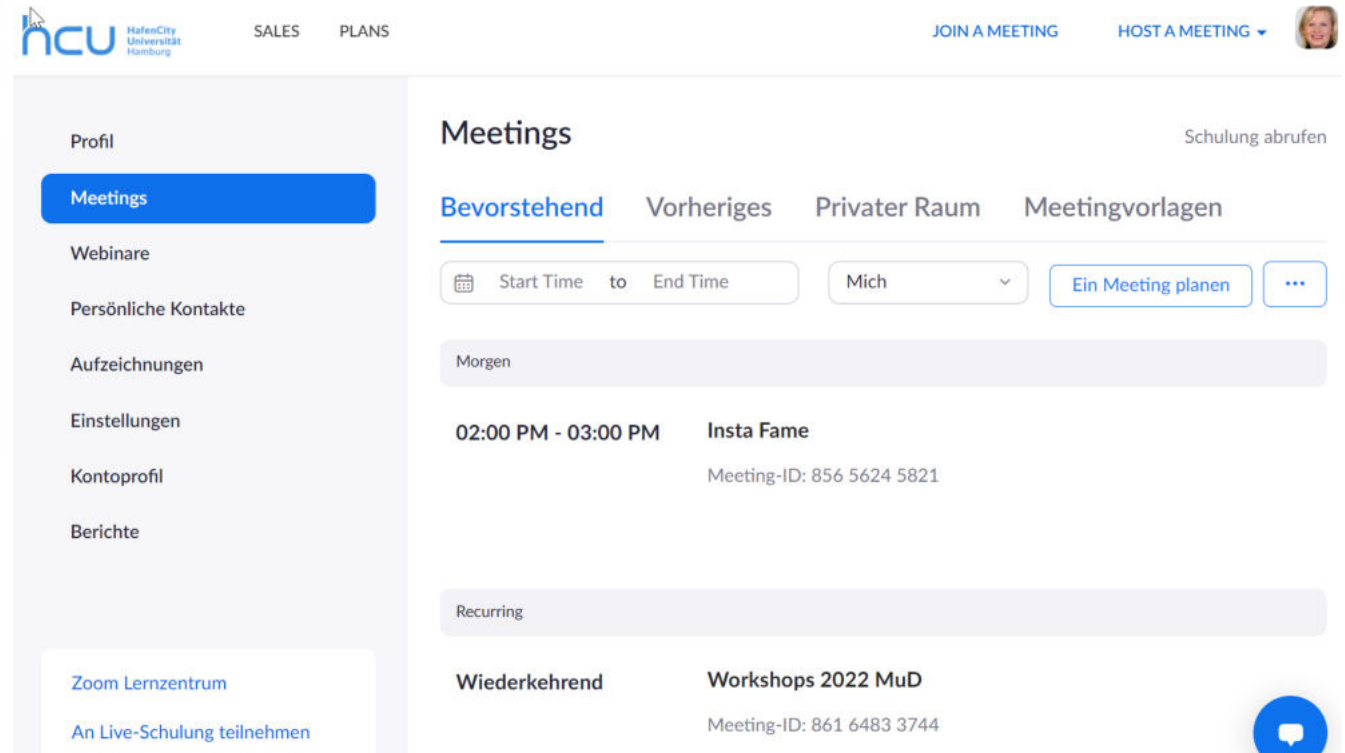 hcu HafenCity
Universität
Hamburg
SALES PLANS
JOIN A MEETING HOST A MEETING
Profil
Meetings
Webinare
Persönliche Kontakte
Aufzeichnungen
Einstellungen
Kontoprofil
Berichte
Zoom Lernzentrum
An Live-Schulung teilnehmen
Meetings
Schulung abrufen
Bevorstehend Vorheriges Privater Raum Meetingvorlagen
Start Time to End Time Mich Ein Meeting planen ...
Morgen
02:00 PM - 03:00 PM Insta Fame
Meeting-ID: 856 5624 5821
Recurring
Wiederkehrend Workshops 2022 MuD
Meeting-ID: 861 6483 3744